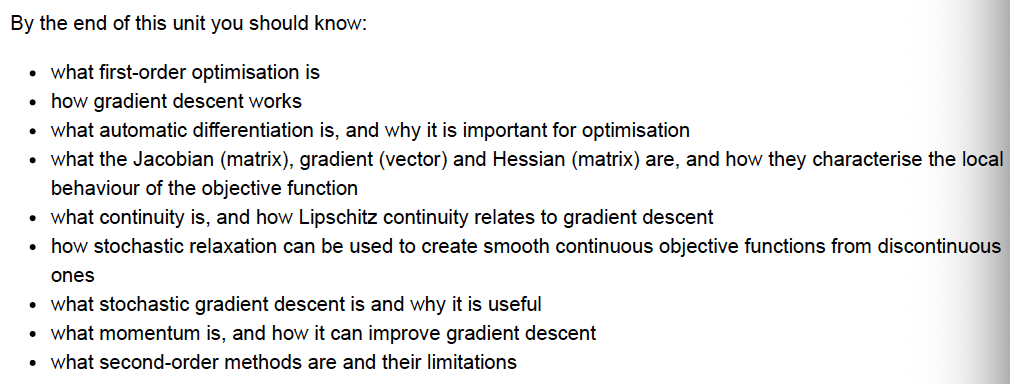 By the end of this unit you should know:
• what first-order optimisation is
• how gradient descent works
• what automatic differentiation is, and why it is important for optimisation
• what the Jacobian (matrix), gradient (vector) and Hessian (matrix) are, and how they characterise the local
behaviour of the objective function
• what continuity is, and how Lipschitz continuity relates to gradient descent
• how stochastic relaxation can be used to create smooth continuous objective functions from discontinuous
ones
• what stochastic gradient descent is and why it is useful
• what momentum is, and how it can improve gradient descent
• what second-order methods are and their limitations